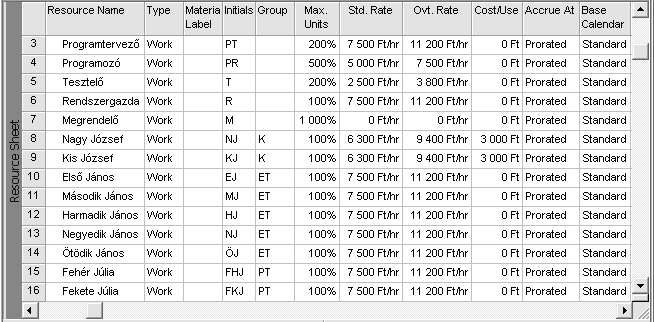 Resource Name Type Materia Label Initials Group Max. Units Std. Rate Ovt. Rate Cost/Use Accrue At Base Calendar
3 Programtervező Work PT 200% 7 500 Ft/hr 11 200 Ft/hr 0 Ft Prorated Standard
4 Programozó Work PR 500% 5 000 Ft/hr 7 500 Ft/hr 0 Ft Prorated Standard
5 Tesztelő Work T 200% 2 500 Ft/hr 3 800 Ft/hr 0 Ft Prorated Standard
6 Rendszergazda Work R 100% 7 500 Ft/hr 11 200 Ft/hr 0 Ft Prorated Standard
7 Megrendelő Work M 1 000% 0 Ft/hr 0 Ft/hr 0 Ft Prorated Standard
8 Nagy József Work NJ K 100% 6 300 Ft/hr 9 400 Ft/hr 3 000 Ft Prorated Standard
9 Kis József Work KJ K 100% 6 300 Ft/hr 9 400 Ft/hr 3 000 Ft Prorated Standard
10 Első János Work EJ ET 100% 7 500 Ft/hr 11 200 Ft/hr 0 Ft Prorated Standard
11 Második János Work MJ ET 100% 7 500 Ft/hr 11 200 Ft/hr 0 Ft Prorated Standard
12 Harmadik János Work HJ ET 100% 7 500 Ft/hr 11 200 Ft/hr 0 Ft Prorated Standard
13 Negyedik János Work NJ ET 100% 7 500 Ft/hr 11 200 Ft/hr 0 Ft Prorated Standard
14 Ötödik János Work ÖJ ET 100% 7 500 Ft/hr 11 200 Ft/hr 0 Ft Prorated Standard
15 Fehér Júlia Work FHJ PT 100% 7 500 Ft/hr 11 200 Ft/hr 0 Ft Prorated Standard
16 Fekete Júlia Work FKJ PT 100% 7 500 Ft/hr 11 200 Ft/hr 0 Ft Prorated Standard
Resource Sheet